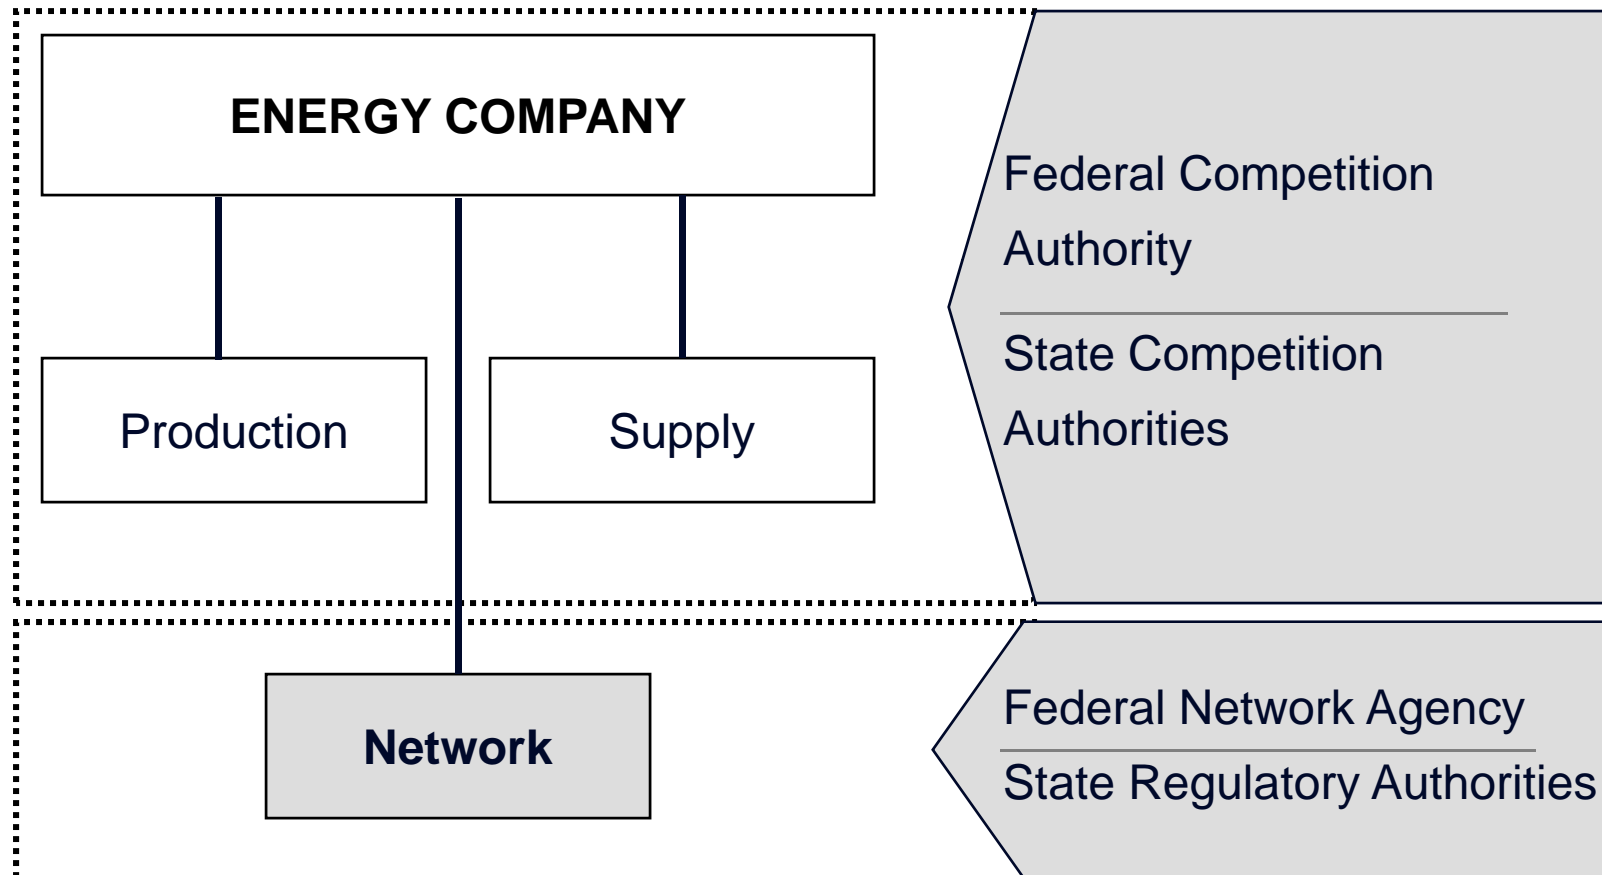 ENERGY COMPANY
Federal Competition
Authority
State Competition
Authorities
Production
Supply
Network
Federal Network Agency
State Regulatory Authorities